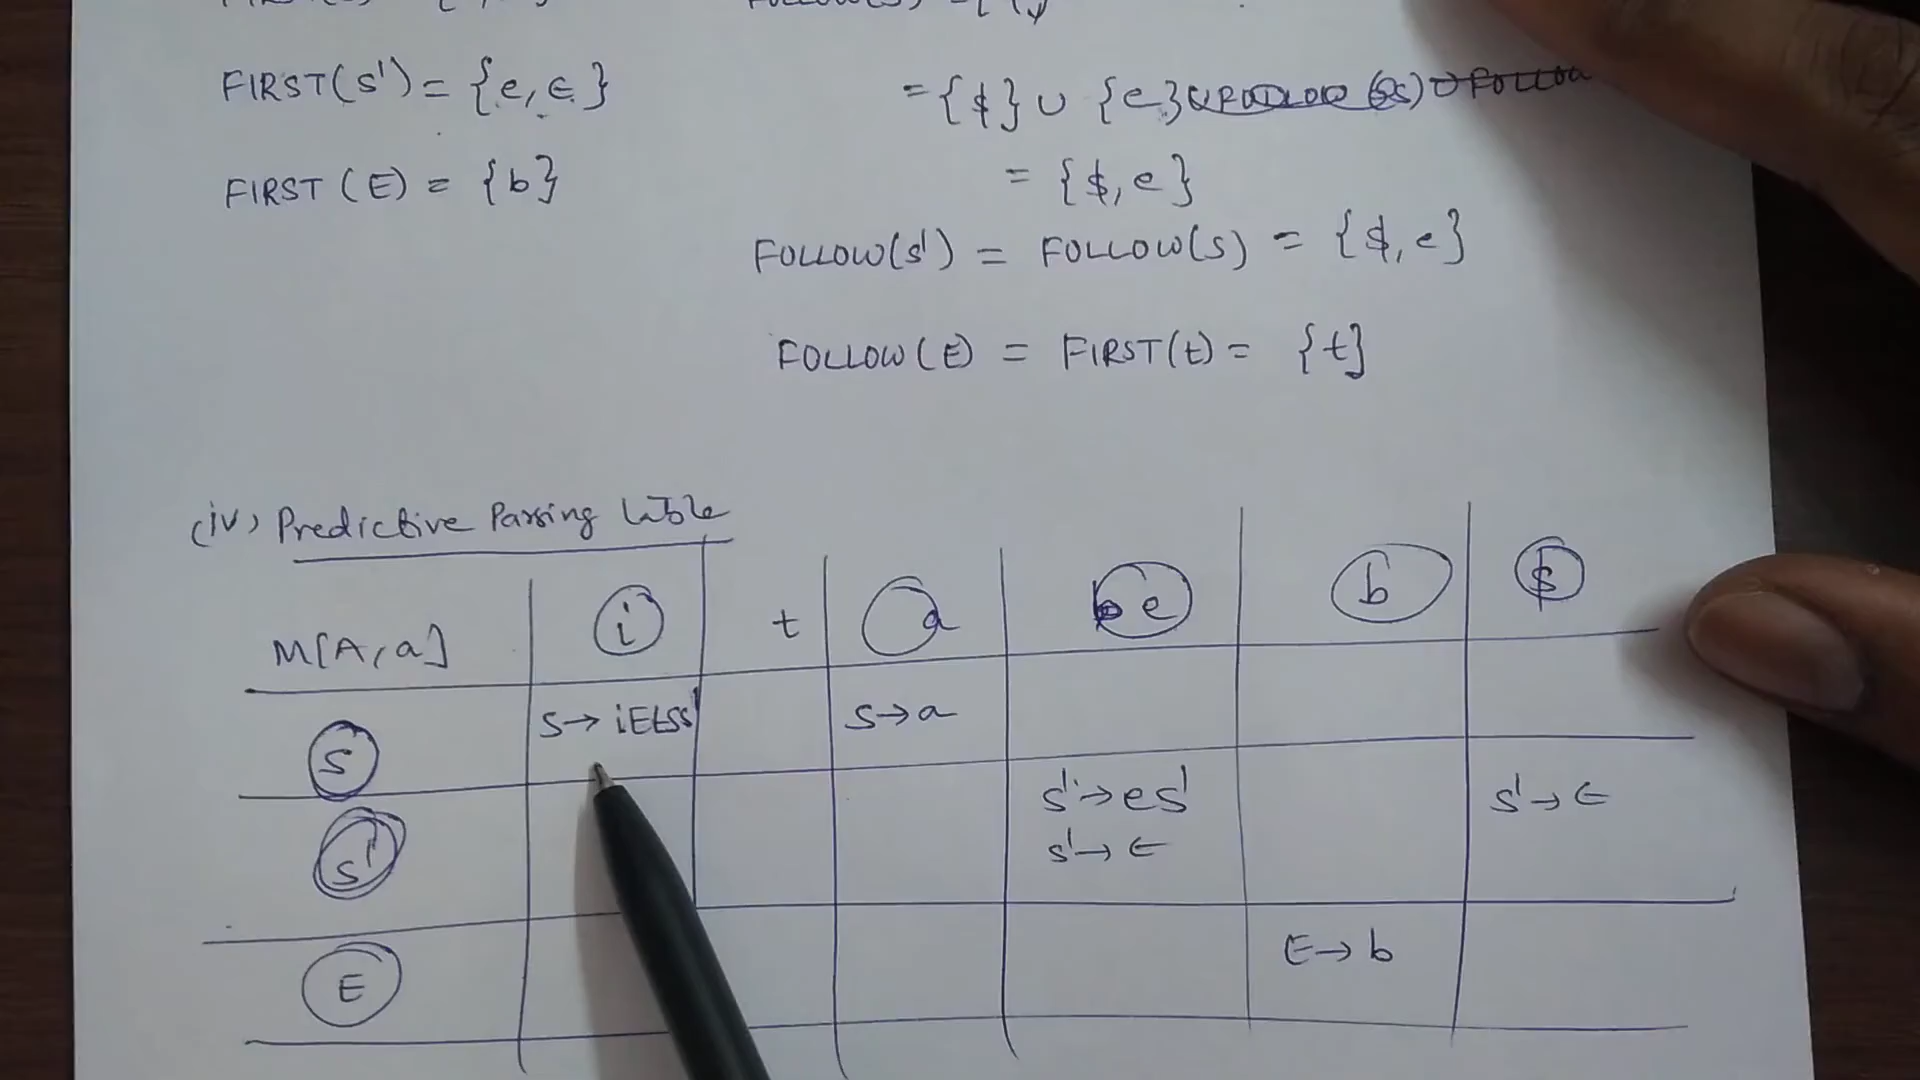 FIRST(S') = {e, ∈}
= {$} ∪ {e}
FIRST (E) = {b}
= {$, e}
FOLLOW(S') = FOLLOW(S) = {$, e}
FOLLOW(E) = FIRST(t) = {t}
(iv) Predictive Parsing table
M[A, a] i t a e b $
S S→iEtSS' S→a
S' S'→eS' S'→∈
S'→∈
E E→b